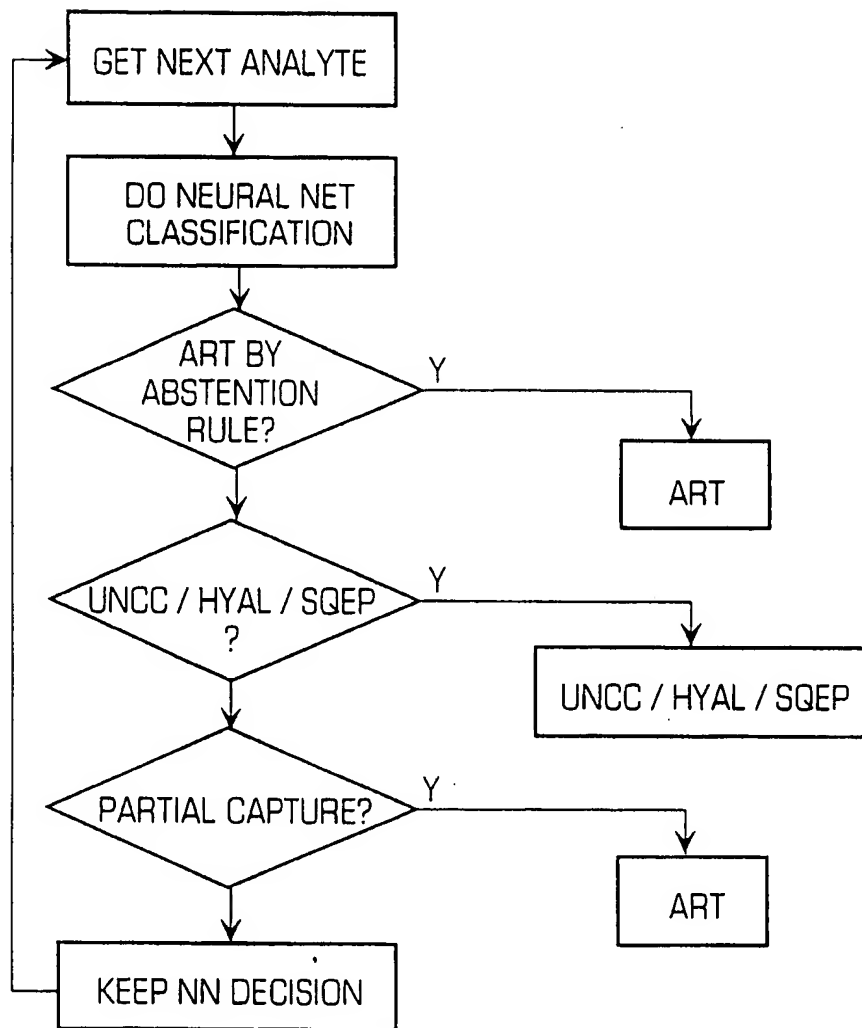 GET NEXT ANALYTE
DO NEURAL NET
CLASSIFICATION
ART BY
ABSTENTION
RULE?
Y
ART
UNCC / HYAL / SQEP
?
Y
UNCC / HYAL / SQEP
PARTIAL CAPTURE?
Y
ART
KEEP NN DECISION